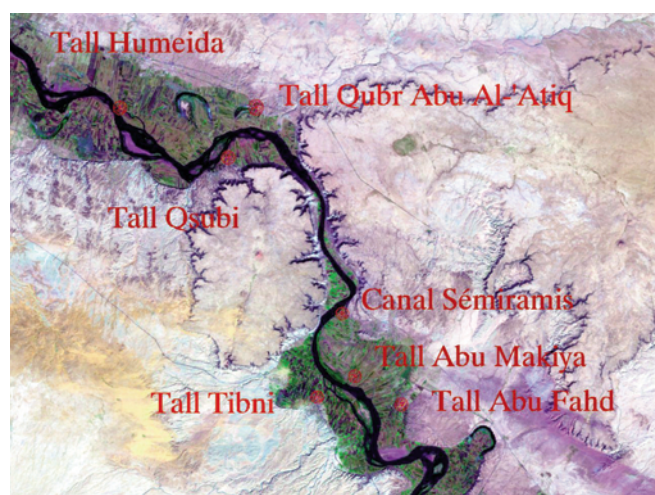 Tall Humeida
Tall Qubr Abu Al-'Atiq
Tall Qsubi
Canal Sémiramis
Tall Abu Makiya
Tall Tibni
Tall Abu Fahd